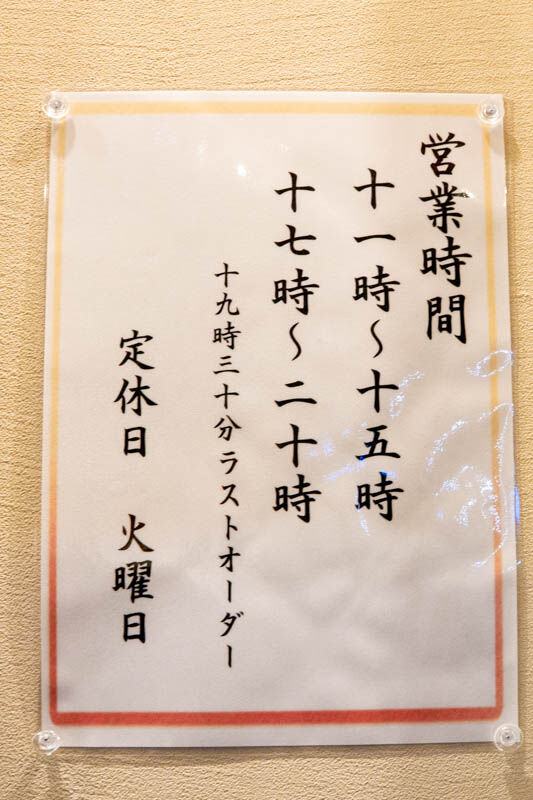 営業時間
十一時～十五時
十七時～二十時
十九時三十分ラストオーダー
定休日 火曜日